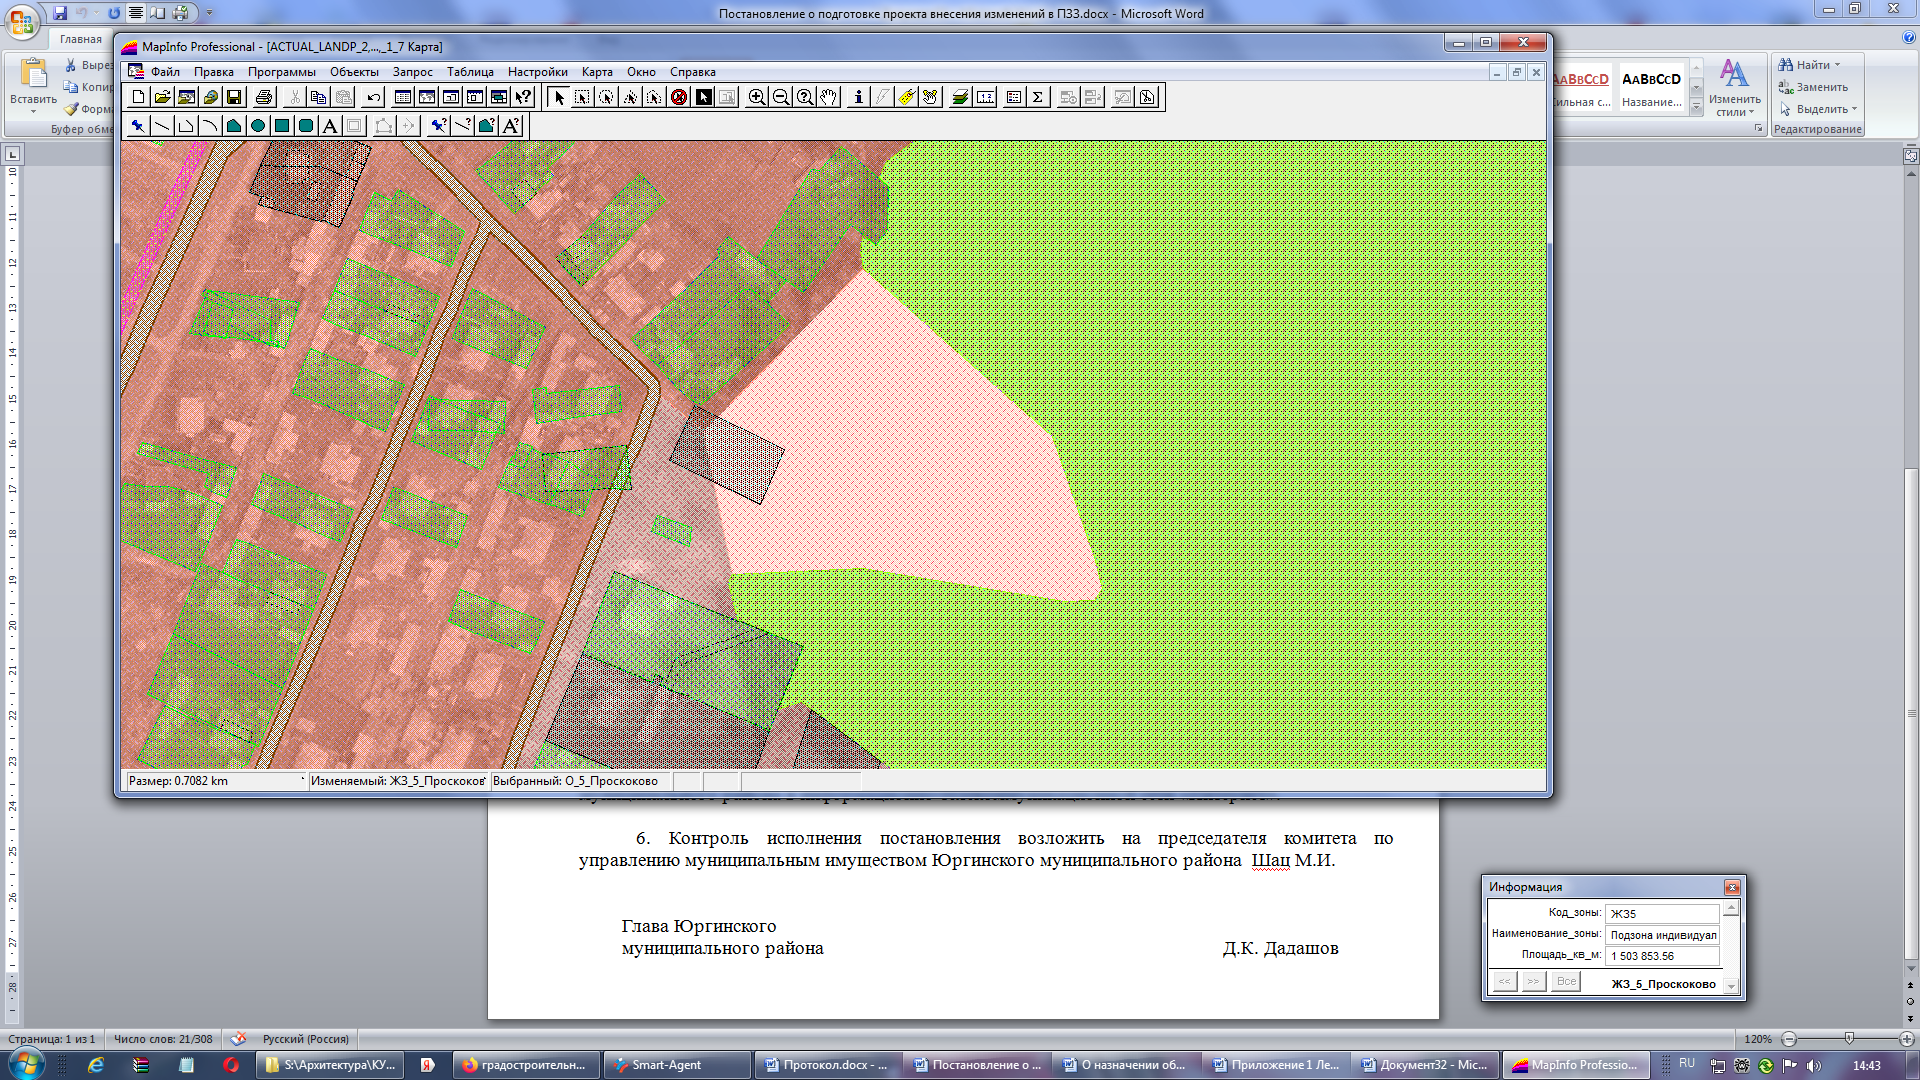 Постановление о подготовке проекта внесения изменений в ПЗЗ.docx - Microsoft Word
Главная
Вставить
Буфер
MapInfo Professional - [ACTUAL_LANDP_2,...,_1_7 Карта]
Файл Правка Программы Объекты Запрос Таблица Настройки Карта Окно Справка
AaBbCcD
AaBbCcD
Название...
Изменить стили
Найти
Заменить
Выделить
Редактирование
Размер: 0.7082 km
Изменяемый: ЖЗ_5_Проскоков
Выбранный: О_5_Проскоково
6. Контроль исполнения постановления возложить на председателя комитета по
управлению муниципальным имуществом Юргинского муниципального района Шац М.И.
Глава Юргинского
муниципального района Д.К. Дадашов
Информация
Код_зоны: ЖЗ5
Наименование_зоны: Подзона индивидуал
Площадь_кв_м: 1 503 853.56
<< >> Все ЖЗ_5_Проскоково
Страница: 1 из 1 Число слов: 21/308 Русский (Россия) 120%
S:\Архитектура\КУ... градостроительн... Smart-Agent Протокол.docx - ... Постановление о ... О назначении об... Приложение 1 Ле... Документ32 - Mic... MapInfo Professio... RU 14:43